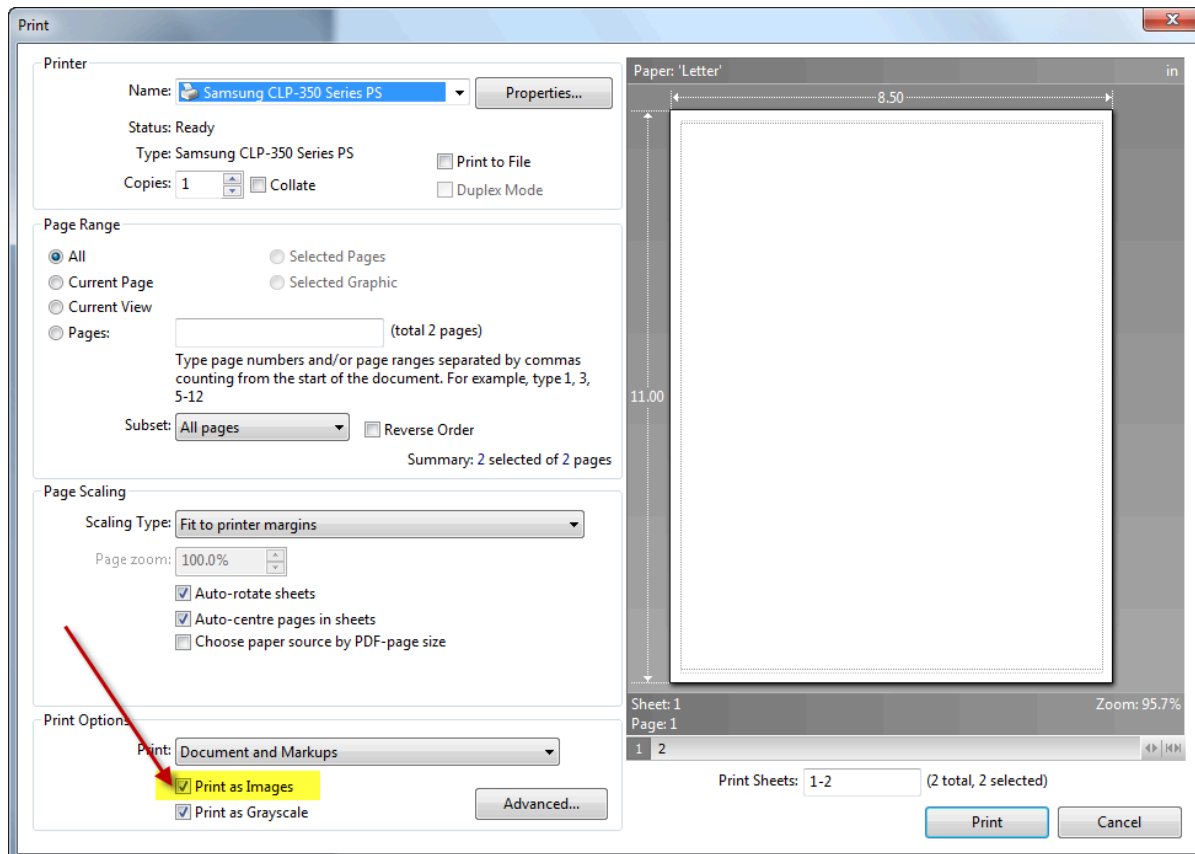 Print
Printer
Name: Samsung CLP-350 Series PS
Properties...
Status: Ready
Type: Samsung CLP-350 Series PS
Print to File
Copies: 1
Collate
Duplex Mode
Page Range
All
Selected Pages
Current Page
Selected Graphic
Current View
Pages:
(total 2 pages)
Type page numbers and/or page ranges separated by commas
counting from the start of the document. For example, type 1, 3,
5-12
Subset: All pages
Reverse Order
Summary: 2 selected of 2 pages
Page Scaling
Scaling Type: Fit to printer margins
Page zoom: 100.0%
Auto-rotate sheets
Auto-centre pages in sheets
Choose paper source by PDF-page size
Print Options
Print: Document and Markups
Print as Images
Print as Grayscale
Advanced...
Paper: 'Letter'
in
8.50
11.00
Sheet: 1
Zoom: 95.7%
Page: 1
1 2
Print Sheets: 1-2 (2 total, 2 selected)
Print
Cancel